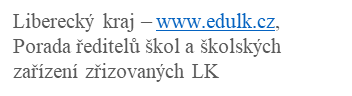 Liberecký kraj – www.edulk.cz,
Porada ředitelů škol a školských
zařízení zřizovaných LK